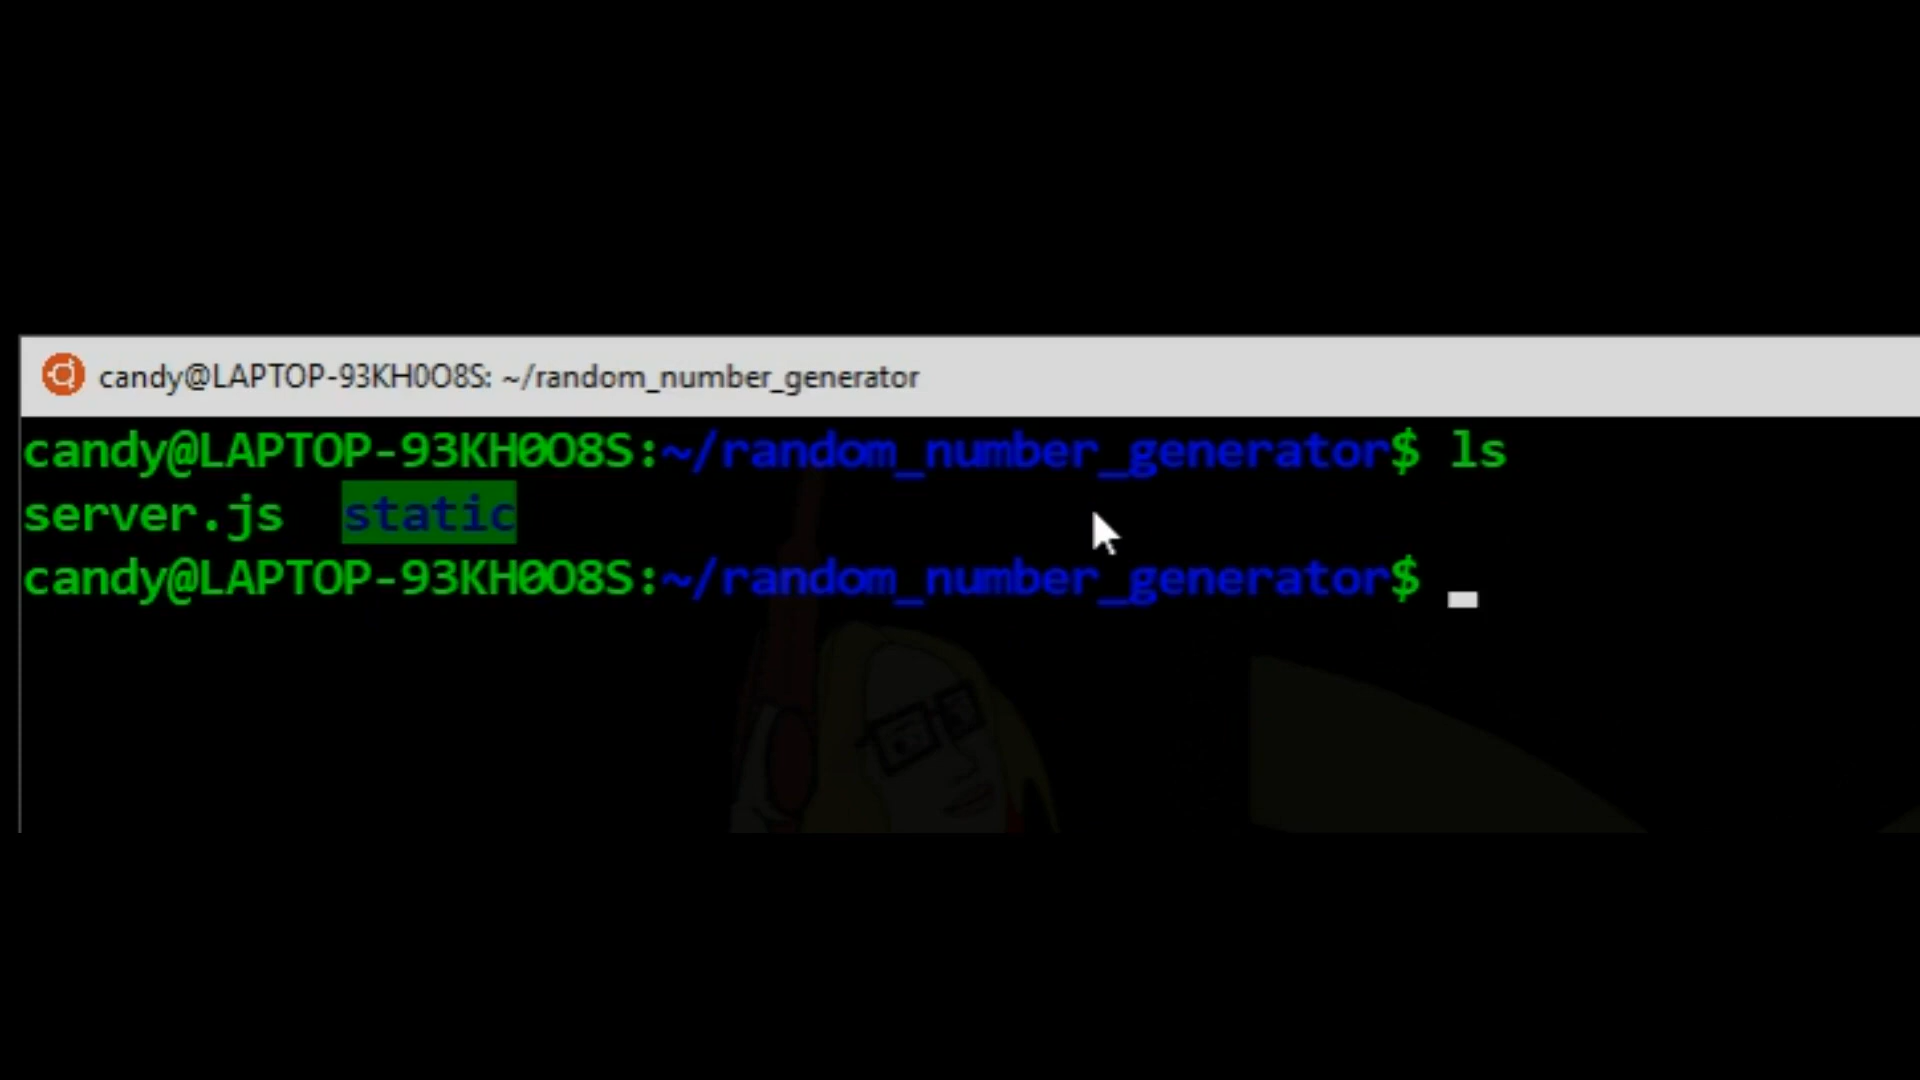 candy@LAPTOP-93KH0O8S: ~/random_number_generator
candy@LAPTOP-93KH0O8S:~/random_number_generator$ ls
server.js  static
candy@LAPTOP-93KH0O8S:~/random_number_generator$